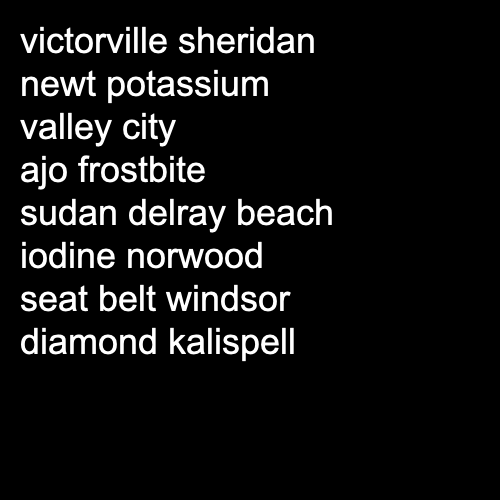 victorville sheridan
newt potassium
valley city
ajo frostbite
sudan delray beach
iodine norwood
seat belt windsor
diamond kalispell